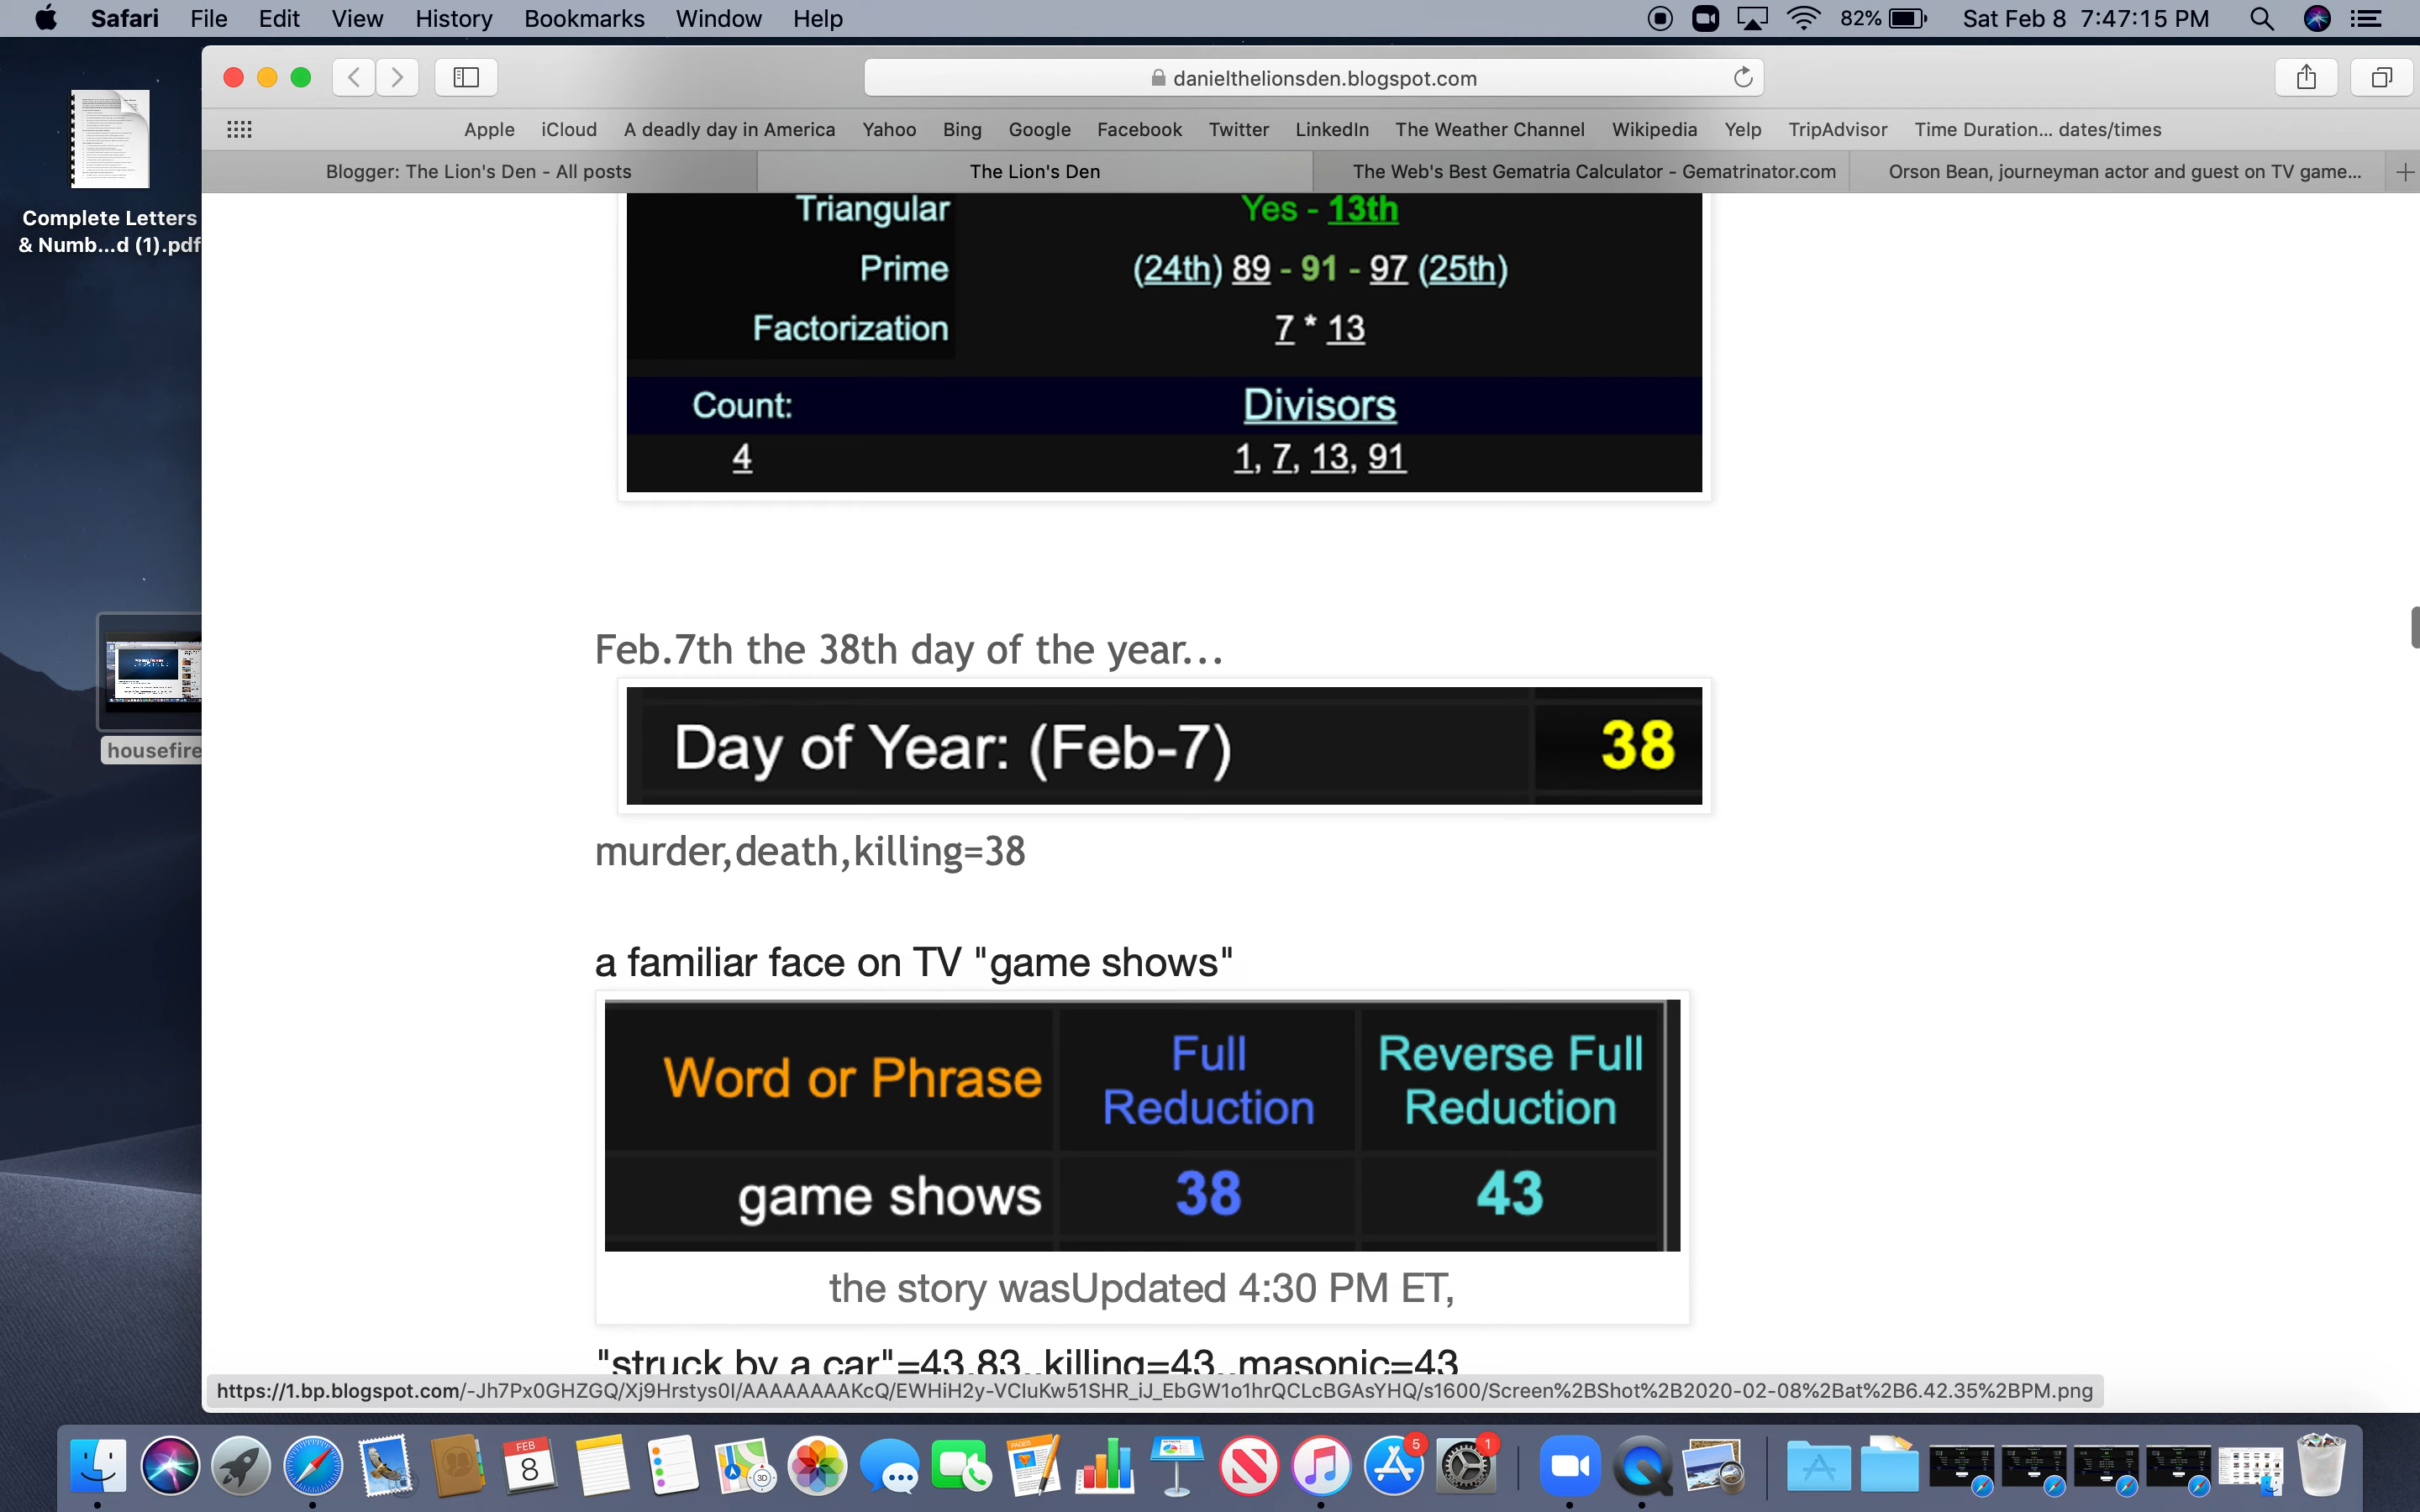 Safari File Edit View History Bookmarks Window Help 82% Sat Feb 8 7:47:15 PM
danielthelionsden.blogspot.com
Apple iCloud A deadly day in America Yahoo Bing Google Facebook Twitter LinkedIn The Weather Channel Wikipedia Yelp TripAdvisor Time Duration... dates/times
Blogger: The Lion's Den - All posts The Lion's Den The Web's Best Gematria Calculator - Gematrinator.com Orson Bean, journeyman actor and guest on TV game...
Complete Letters
& Numb...d (1).pdf
housefire
Triangular Yes - 13th
Prime (24th) 89 - 91 - 97 (25th)
Factorization 7 * 13
Count: Divisors
4 1, 7, 13, 91
Feb.7th the 38th day of the year...
Day of Year: (Feb-7) 38
murder,death,killing=38
a familiar face on TV "game shows"
Word or Phrase Full Reduction Reverse Full Reduction
game shows 38 43
the story wasUpdated 4:30 PM ET,
"struck by a car"=43,83..killing=43..masonic=43
https://1.bp.blogspot.com/-Jh7Px0GHZGQ/Xj9Hrstys0I/AAAAAAAAKcQ/EWHiH2y-VCIuKw51SHR_iJ_EbGW1o1hrQCLcBGAsYHQ/s1600/Screen%2BShot%2B2020-02-08%2Bat%2B6.42.35%2BPM.png
FEB
8
3D
PAGES
5
1